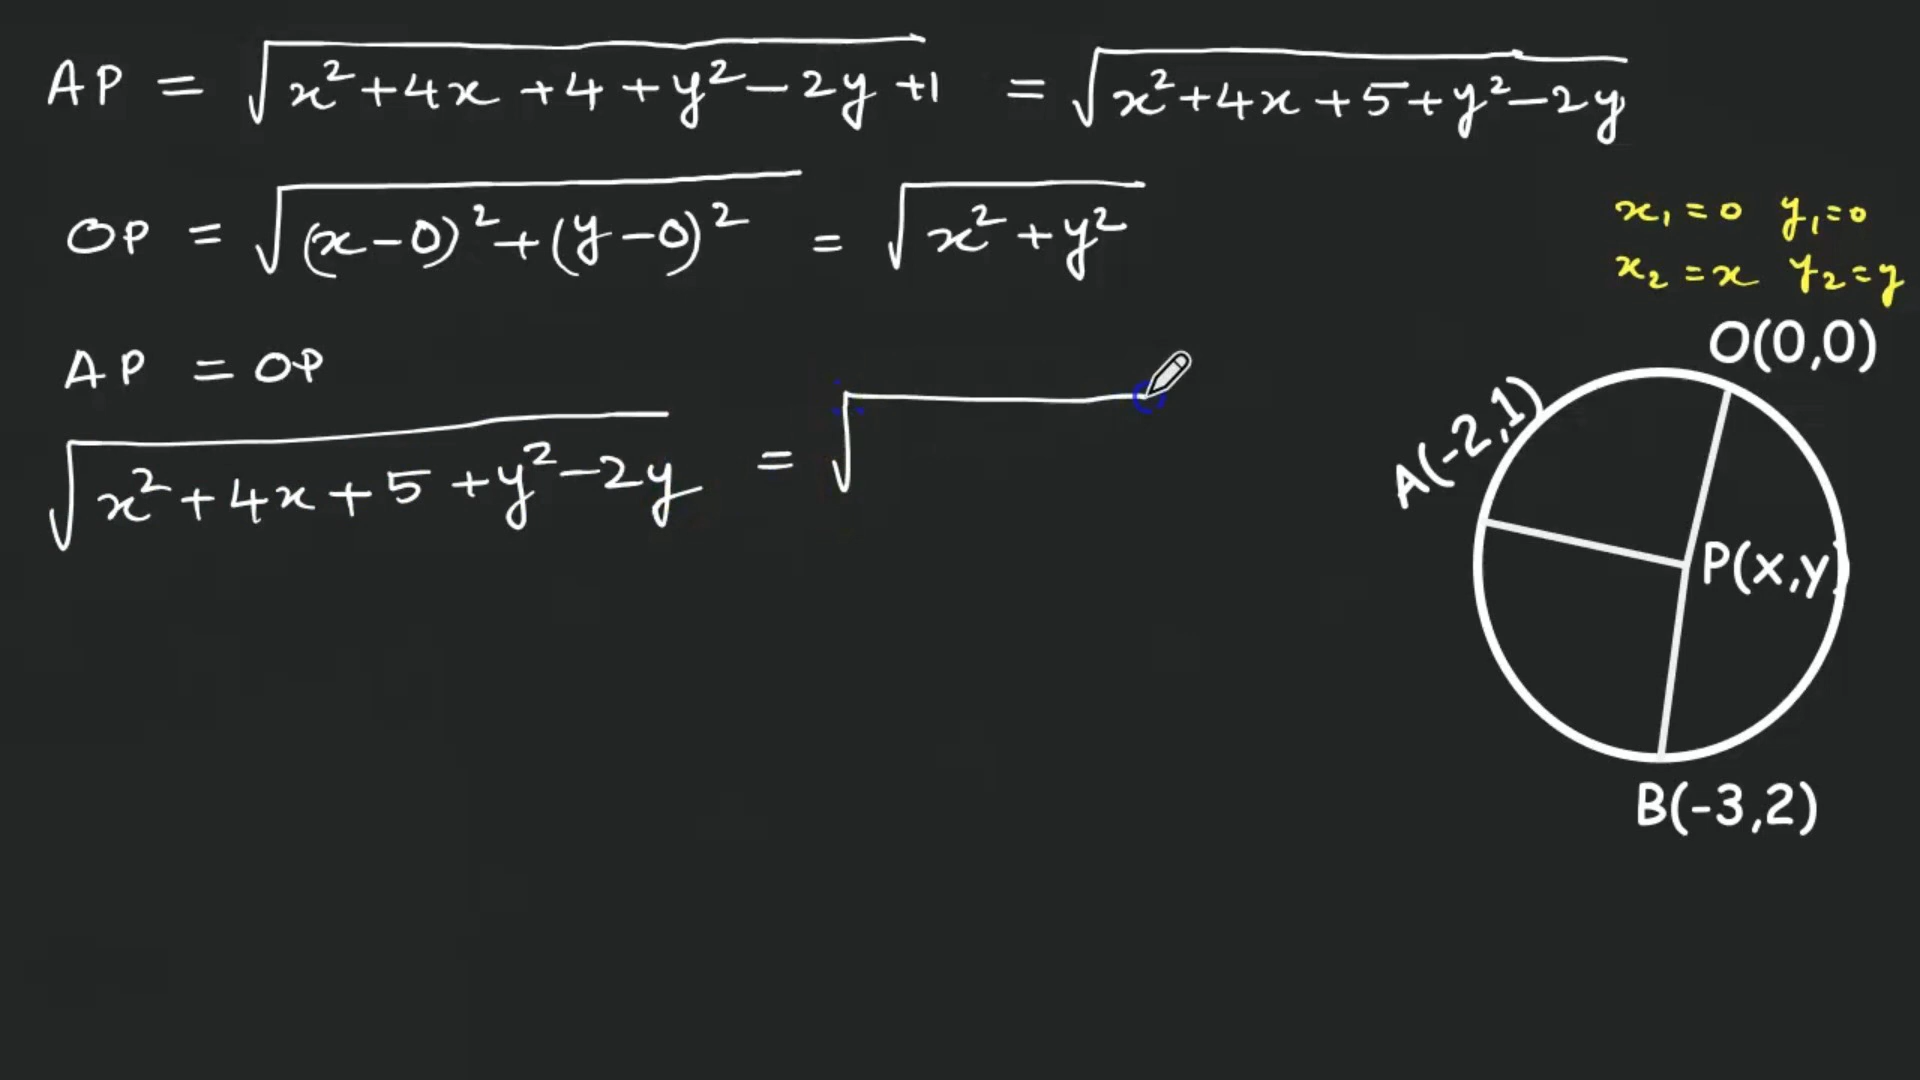 AP = √x²+4x+4+y²-2y+1 = √x²+4x+5+y²-2y
OP = √(x-0)²+(y-0)² = √x²+y²
x₁=0 y₁=0
x₂=x y₂=y
O(0,0)
AP = OP
A(-2,1)
√x²+4x+5+y²-2y = √
P(x,y)
B(-3,2)